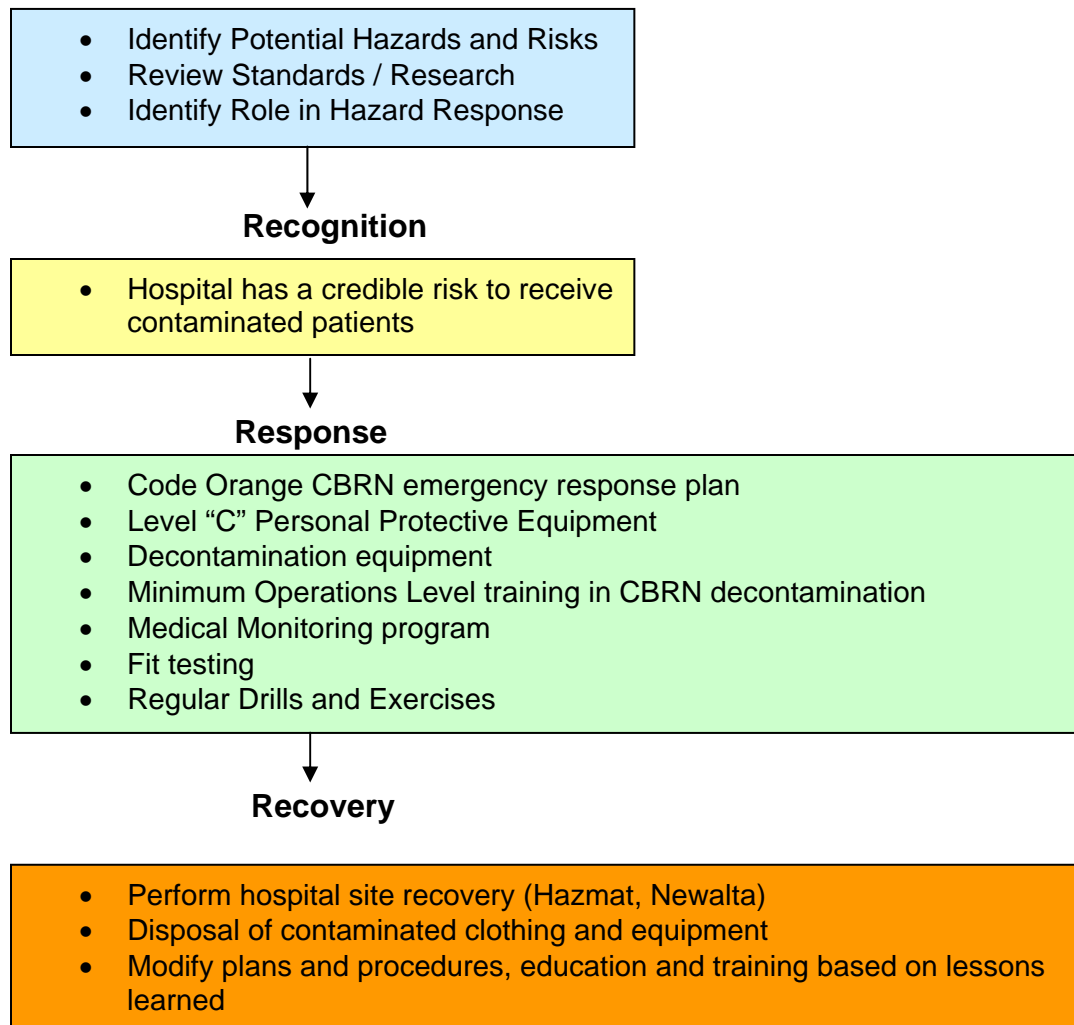 • Identify Potential Hazards and Risks
• Review Standards / Research
• Identify Role in Hazard Response
Recognition
• Hospital has a credible risk to receive
contaminated patients
Response
• Code Orange CBRN emergency response plan
• Level “C” Personal Protective Equipment
• Decontamination equipment
• Minimum Operations Level training in CBRN decontamination
• Medical Monitoring program
• Fit testing
• Regular Drills and Exercises
Recovery
• Perform hospital site recovery (Hazmat, Newalta)
• Disposal of contaminated clothing and equipment
• Modify plans and procedures, education and training based on lessons
learned